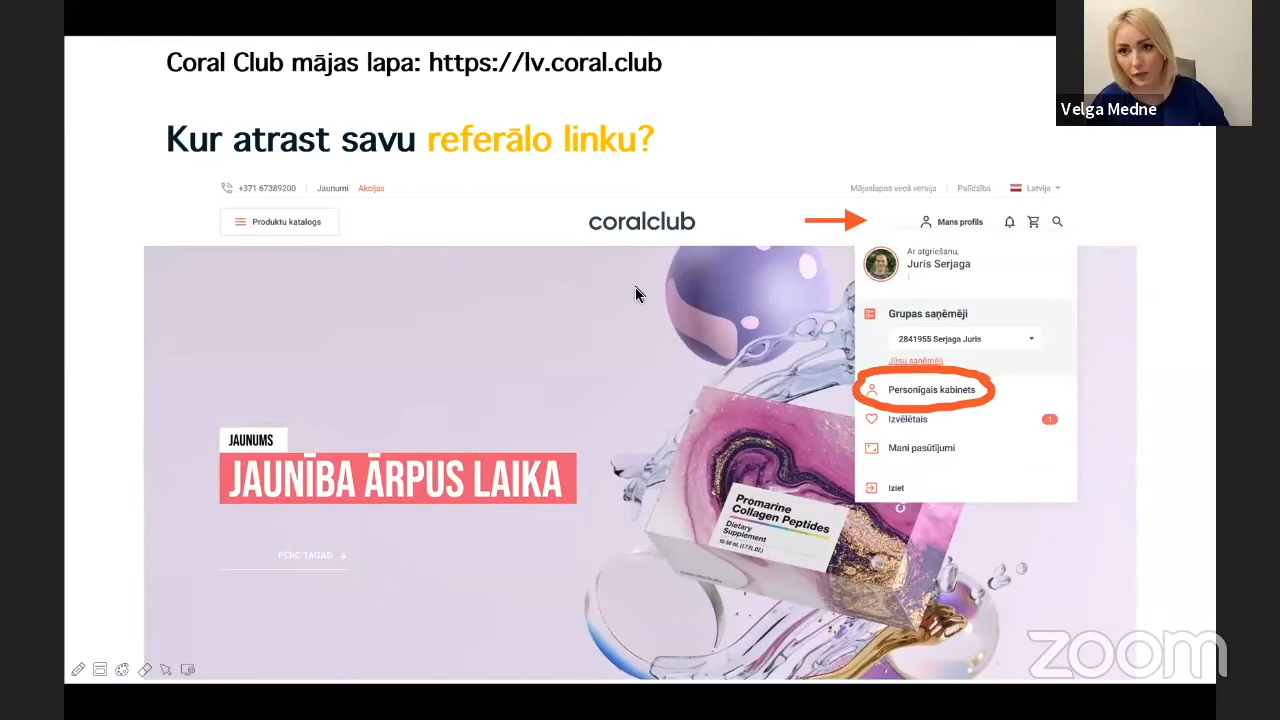 Coral Club mājas lapa: https://lv.coral.club
Velga Medne
Kur atrast savu referālo linku?
+371 67389200 Jaunumi Akcijas Mājaslapas vecā versija Palīdzība Latvija
Produktu katalogs coralclub Mans profils
Ar atgriešanu,
Juris Serjaga
Grupas saņēmēji
2841955 Serjaga Juris
Jūsu saņēmēji
Personīgais kabinets
Izvēlētais 1
Mani pasūtījumi
Iziet
JAUNUMS
JAUNĪBA ĀRPUS LAIKA
PĒRC TAGAD
Promarine
Collagen Peptides
Dietary
Supplement
zoom